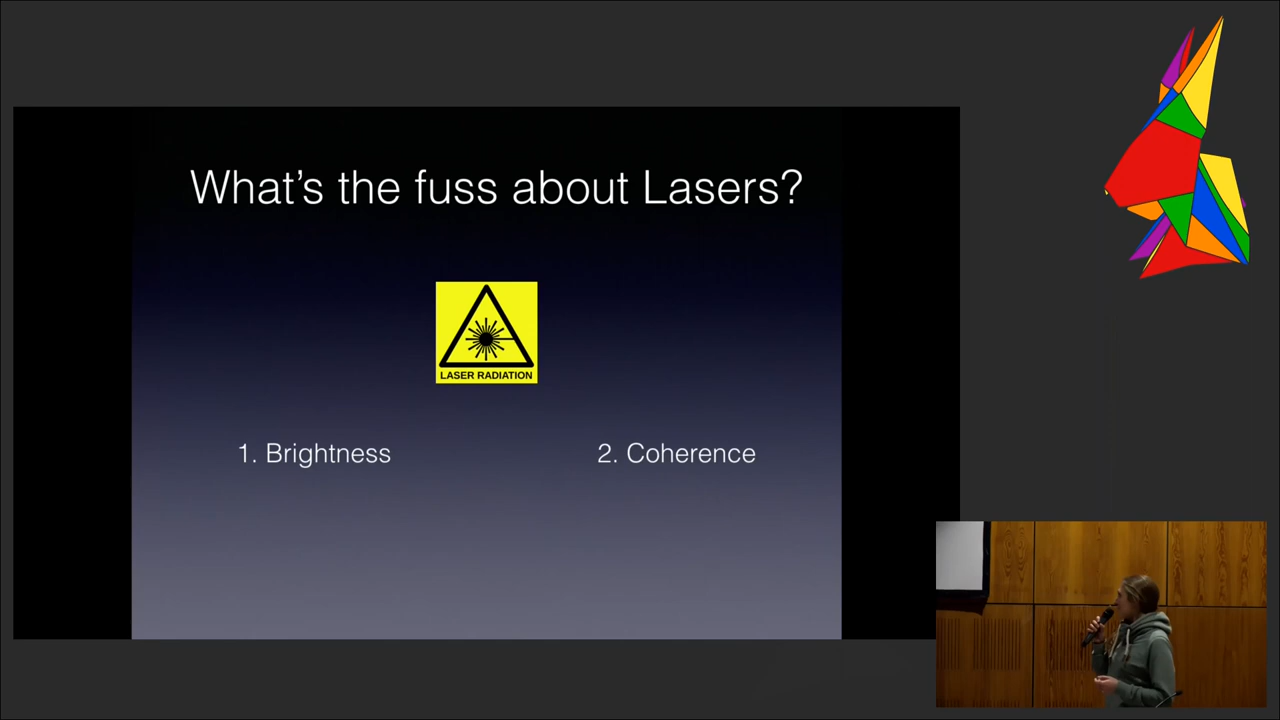 What's the fuss about Lasers?
LASER RADIATION
1. Brightness
2. Coherence